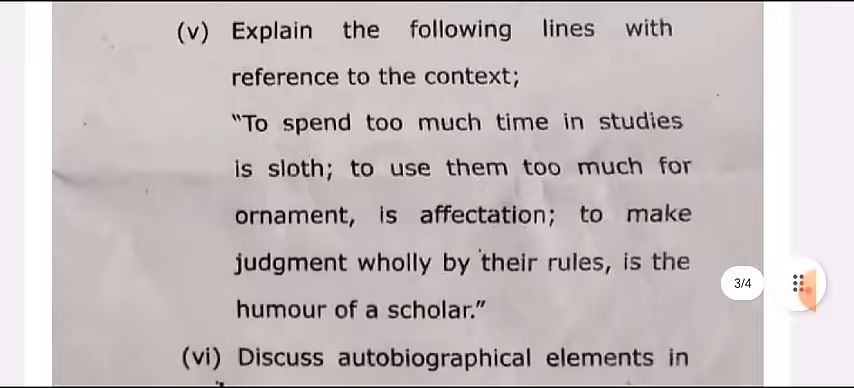 (v) Explain the following lines with
reference to the context;
"To spend too much time in studies
is sloth; to use them too much for
ornament, is affectation; to make
judgment wholly by their rules, is the
3/4
humour of a scholar."
(vi) Discuss autobiographical elements in